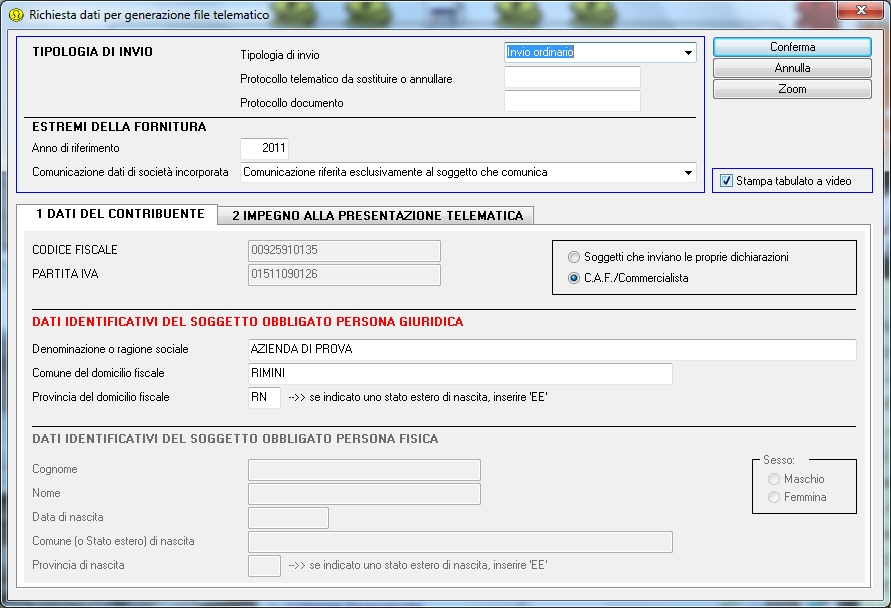 Richiesta dati per generazione file telematico
TIPOLOGIA DI INVIO
Tipologia di invio
Invio ordinario
Protocollo telematico da sostituire o annullare
Protocollo documento
Conferma
Annulla
Zoom
ESTREMI DELLA FORNITURA
Anno di riferimento
2011
Comunicazione dati di società incorporata
Comunicazione riferita esclusivamente al soggetto che comunica
Stampa tabulato a video
1 DATI DEL CONTRIBUENTE
2 IMPEGNO ALLA PRESENTAZIONE TELEMATICA
CODICE FISCALE
00925910135
PARTITA IVA
01511090126
Soggetti che inviano le proprie dichiarazioni
C.A.F./Commercialista
DATI IDENTIFICATIVI DEL SOGGETTO OBBLIGATO PERSONA GIURIDICA
Denominazione o ragione sociale
AZIENDA DI PROVA
Comune del domicilio fiscale
RIMINI
Provincia del domicilio fiscale
RN
-->> se indicato uno stato estero di nascita, inserire 'EE'
DATI IDENTIFICATIVI DEL SOGGETTO OBBLIGATO PERSONA FISICA
Cognome
Nome
Data di nascita
Comune (o Stato estero) di nascita
Provincia di nascita
-->> se indicato uno stato estero di nascita, inserire 'EE'
Sesso:
Maschio
Femmina